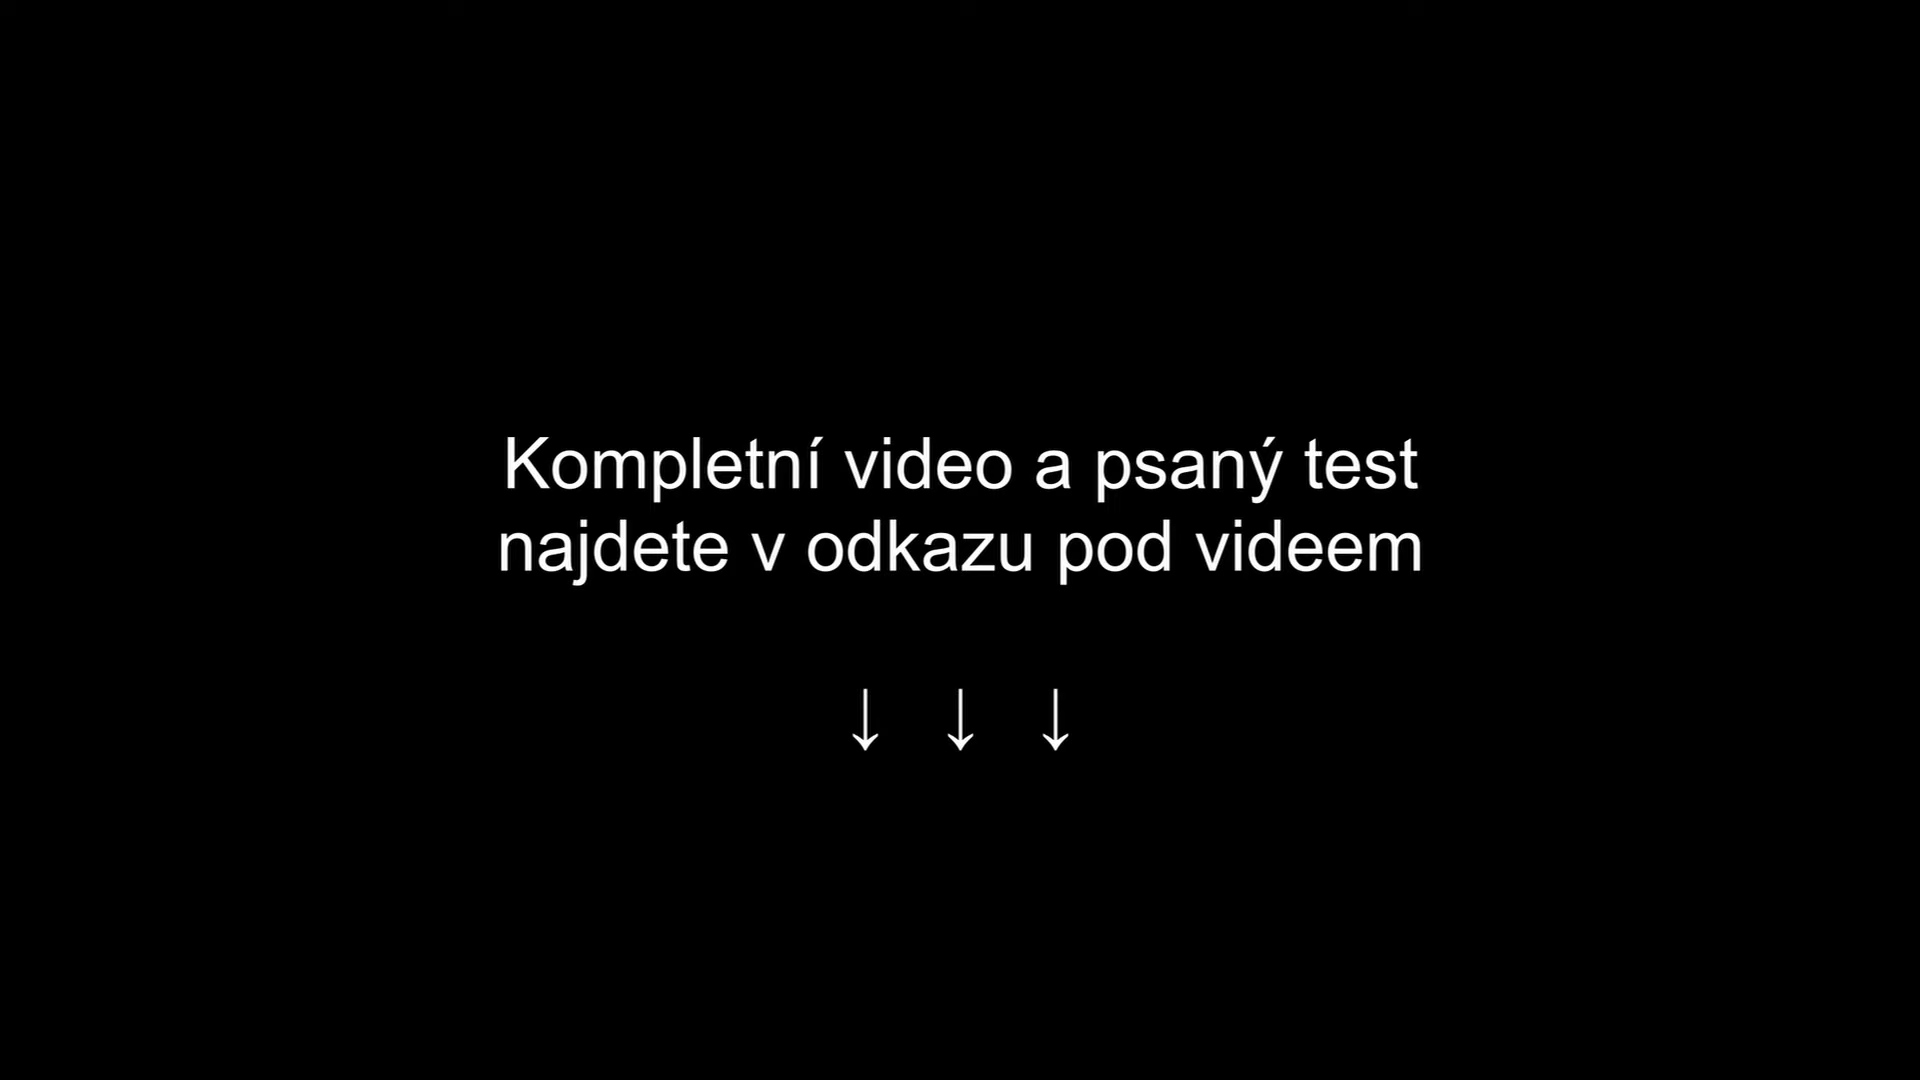 Kompletní video a psaný test
najdete v odkazu pod videem
↓ ↓ ↓